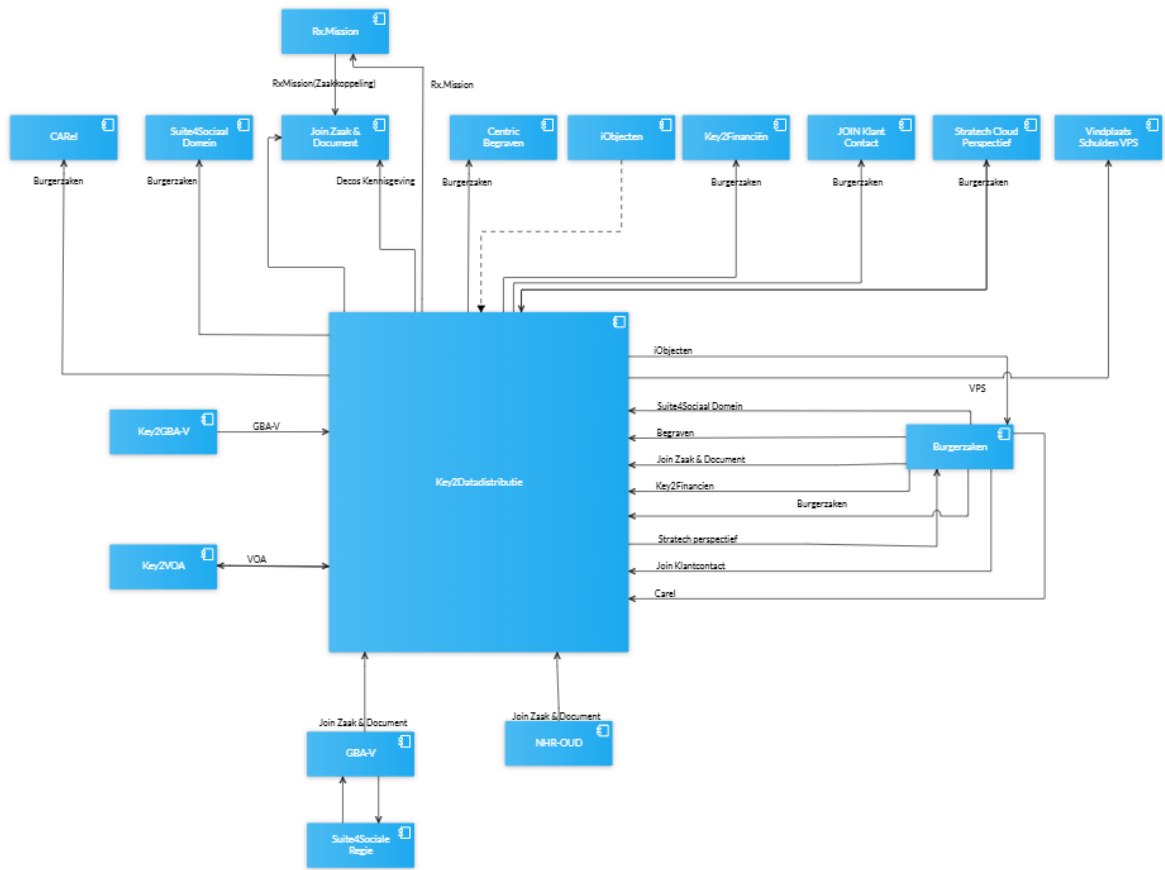 Rx.Mission
RxMission(Zaakkoppeling)
Rx.Mission
CARel
Suite4Sociaal
Domein
Join Zaak &
Document
Centric
Begraven
iObjecten
Key2Financiën
JOIN Klant
Contact
Stratech Cloud
Perspectief
Vindplaats
Schulden VPS
Burgerzaken
Burgerzaken
Decos Kennisgeving
Burgerzaken
Burgerzaken
Burgerzaken
Burgerzaken
iObjecten
VPS
Suite4Sociaal Domein
Key2GBA-V
GBA-V
Begraven
Burgerzaken
Join Zaak & Document
Key2Datadistributie
Key2Financien
Burgerzaken
Stratech perspectief
Key2VOA
VOA
Join Klantcontact
Carel
Join Zaak & Document
Join Zaak & Document
GBA-V
NHR-OUD
Suite4Sociale
Regie